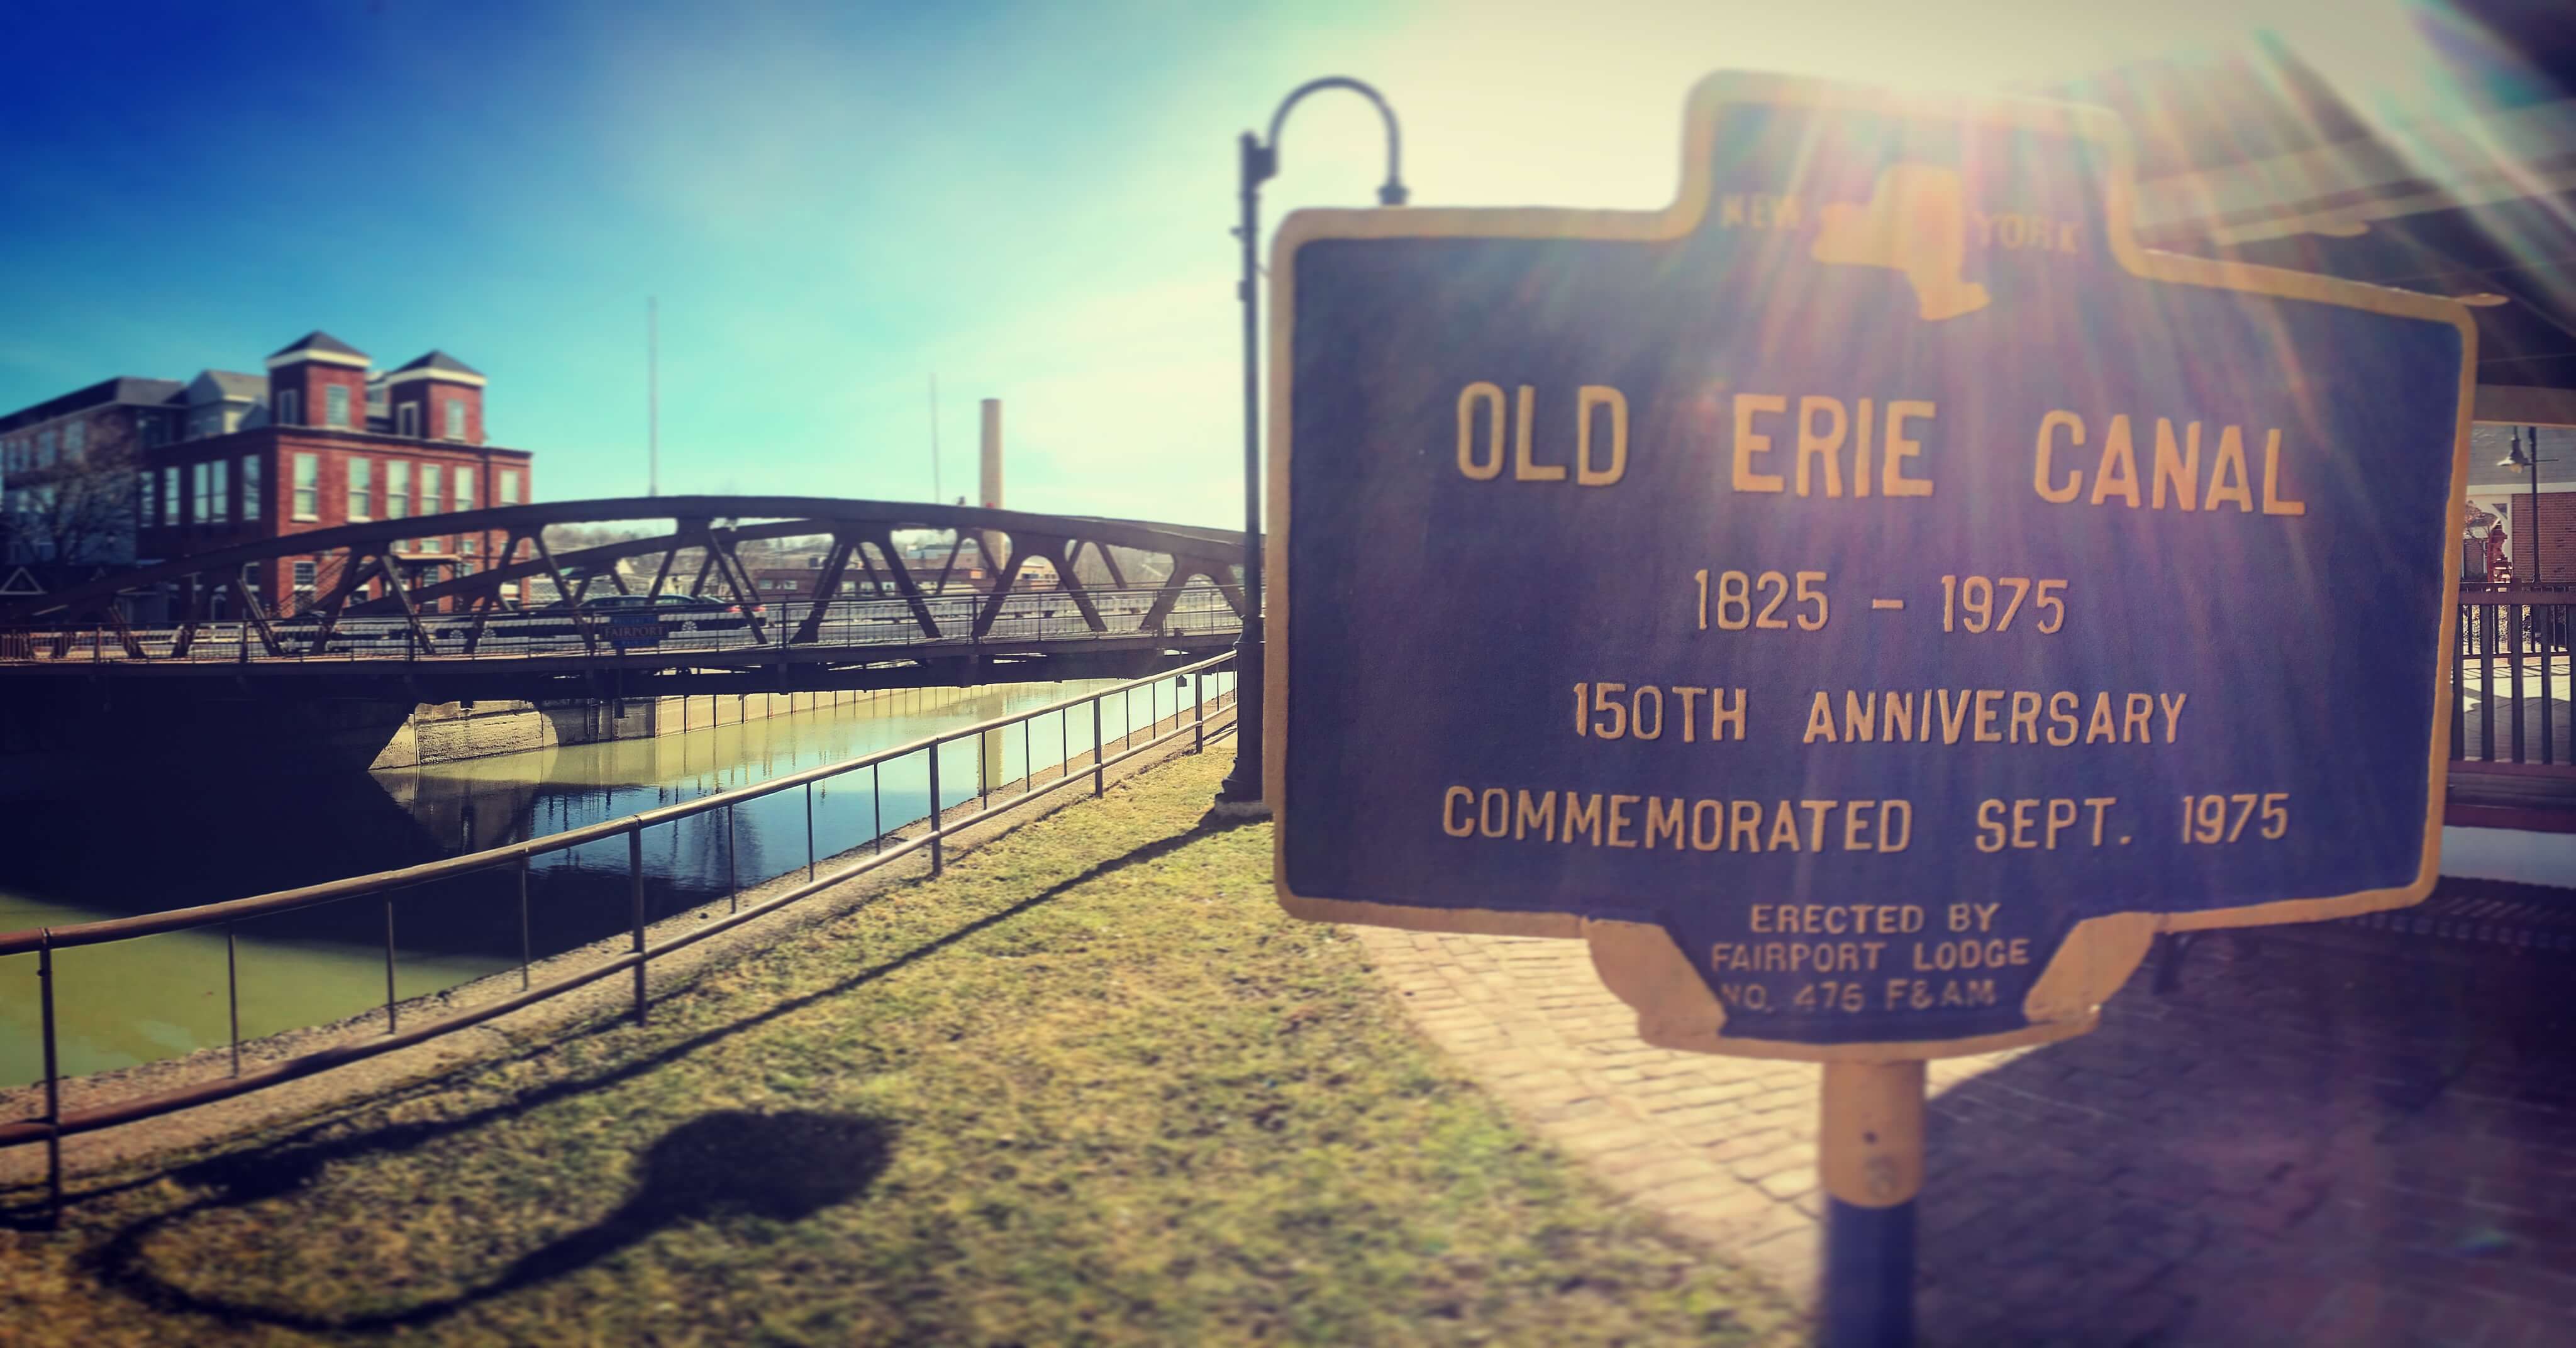 NEW YORK
OLD ERIE CANAL
1825 - 1975
150TH ANNIVERSARY
COMMEMORATED SEPT. 1975
ERECTED BY
FAIRPORT LODGE
NO. 476 F&AM
FAIRPORT